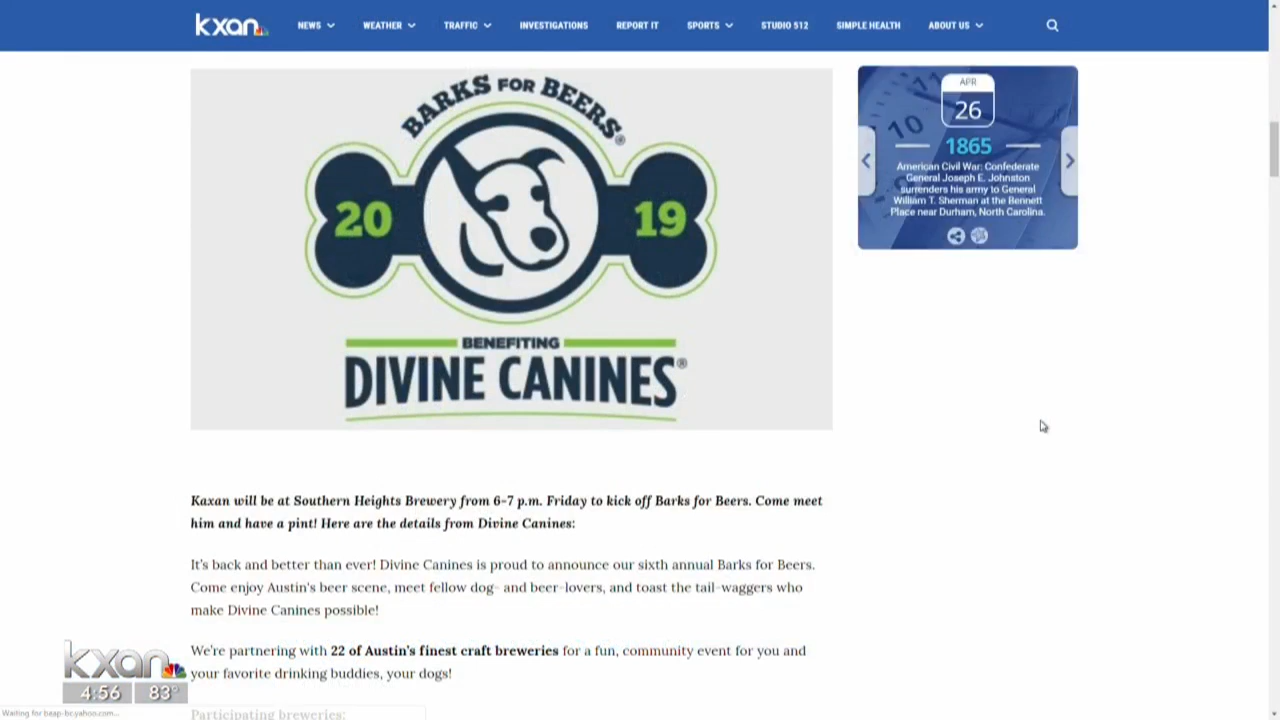 kxan
NEWS WEATHER TRAFFIC INVESTIGATIONS REPORT IT SPORTS STUDIO 512 SIMPLE HEALTH ABOUT US
BARKS FOR BEERS®
20 19
BENEFITING
DIVINE CANINES®
APR
26
1865
American Civil War: Confederate
General Joseph E. Johnston
surrenders his army to General
William T. Sherman at the Bennett
Place near Durham, North Carolina.
Kaxan will be at Southern Heights Brewery from 6-7 p.m. Friday to kick off Barks for Beers. Come meet
him and have a pint! Here are the details from Divine Canines:
It's back and better than ever! Divine Canines is proud to announce our sixth annual Barks for Beers.
Come enjoy Austin's beer scene, meet fellow dog- and beer-lovers, and toast the tail-waggers who
make Divine Canines possible!
We're partnering with 22 of Austin's finest craft breweries for a fun, community event for you and
your favorite drinking buddies, your dogs!
Participating breweries:
kxan
4:56 83°
Waiting for beap-bc.yahoo.com...